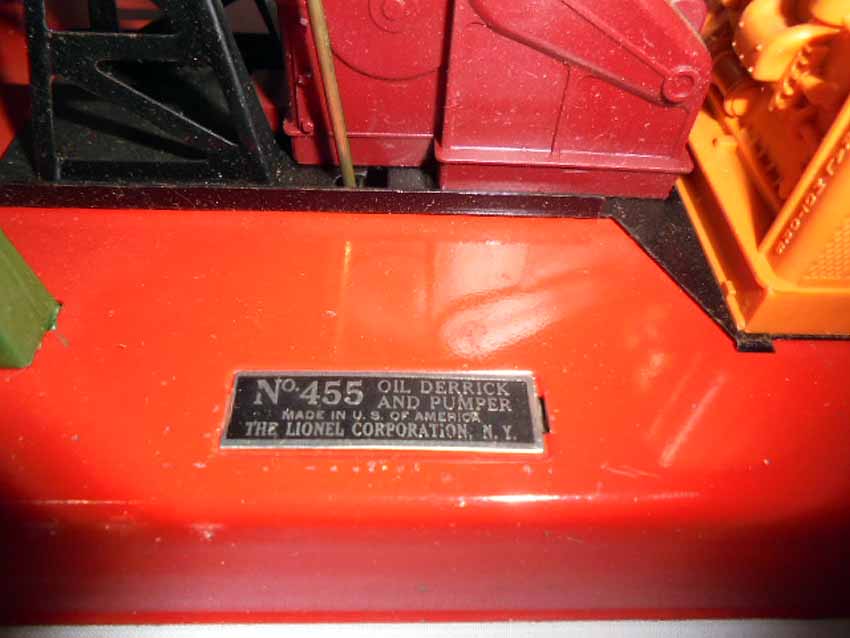 No. 455 OIL DERRICK
AND PUMPER
MADE IN U.S. OF AMERICA
THE LIONEL CORPORATION, N.Y.